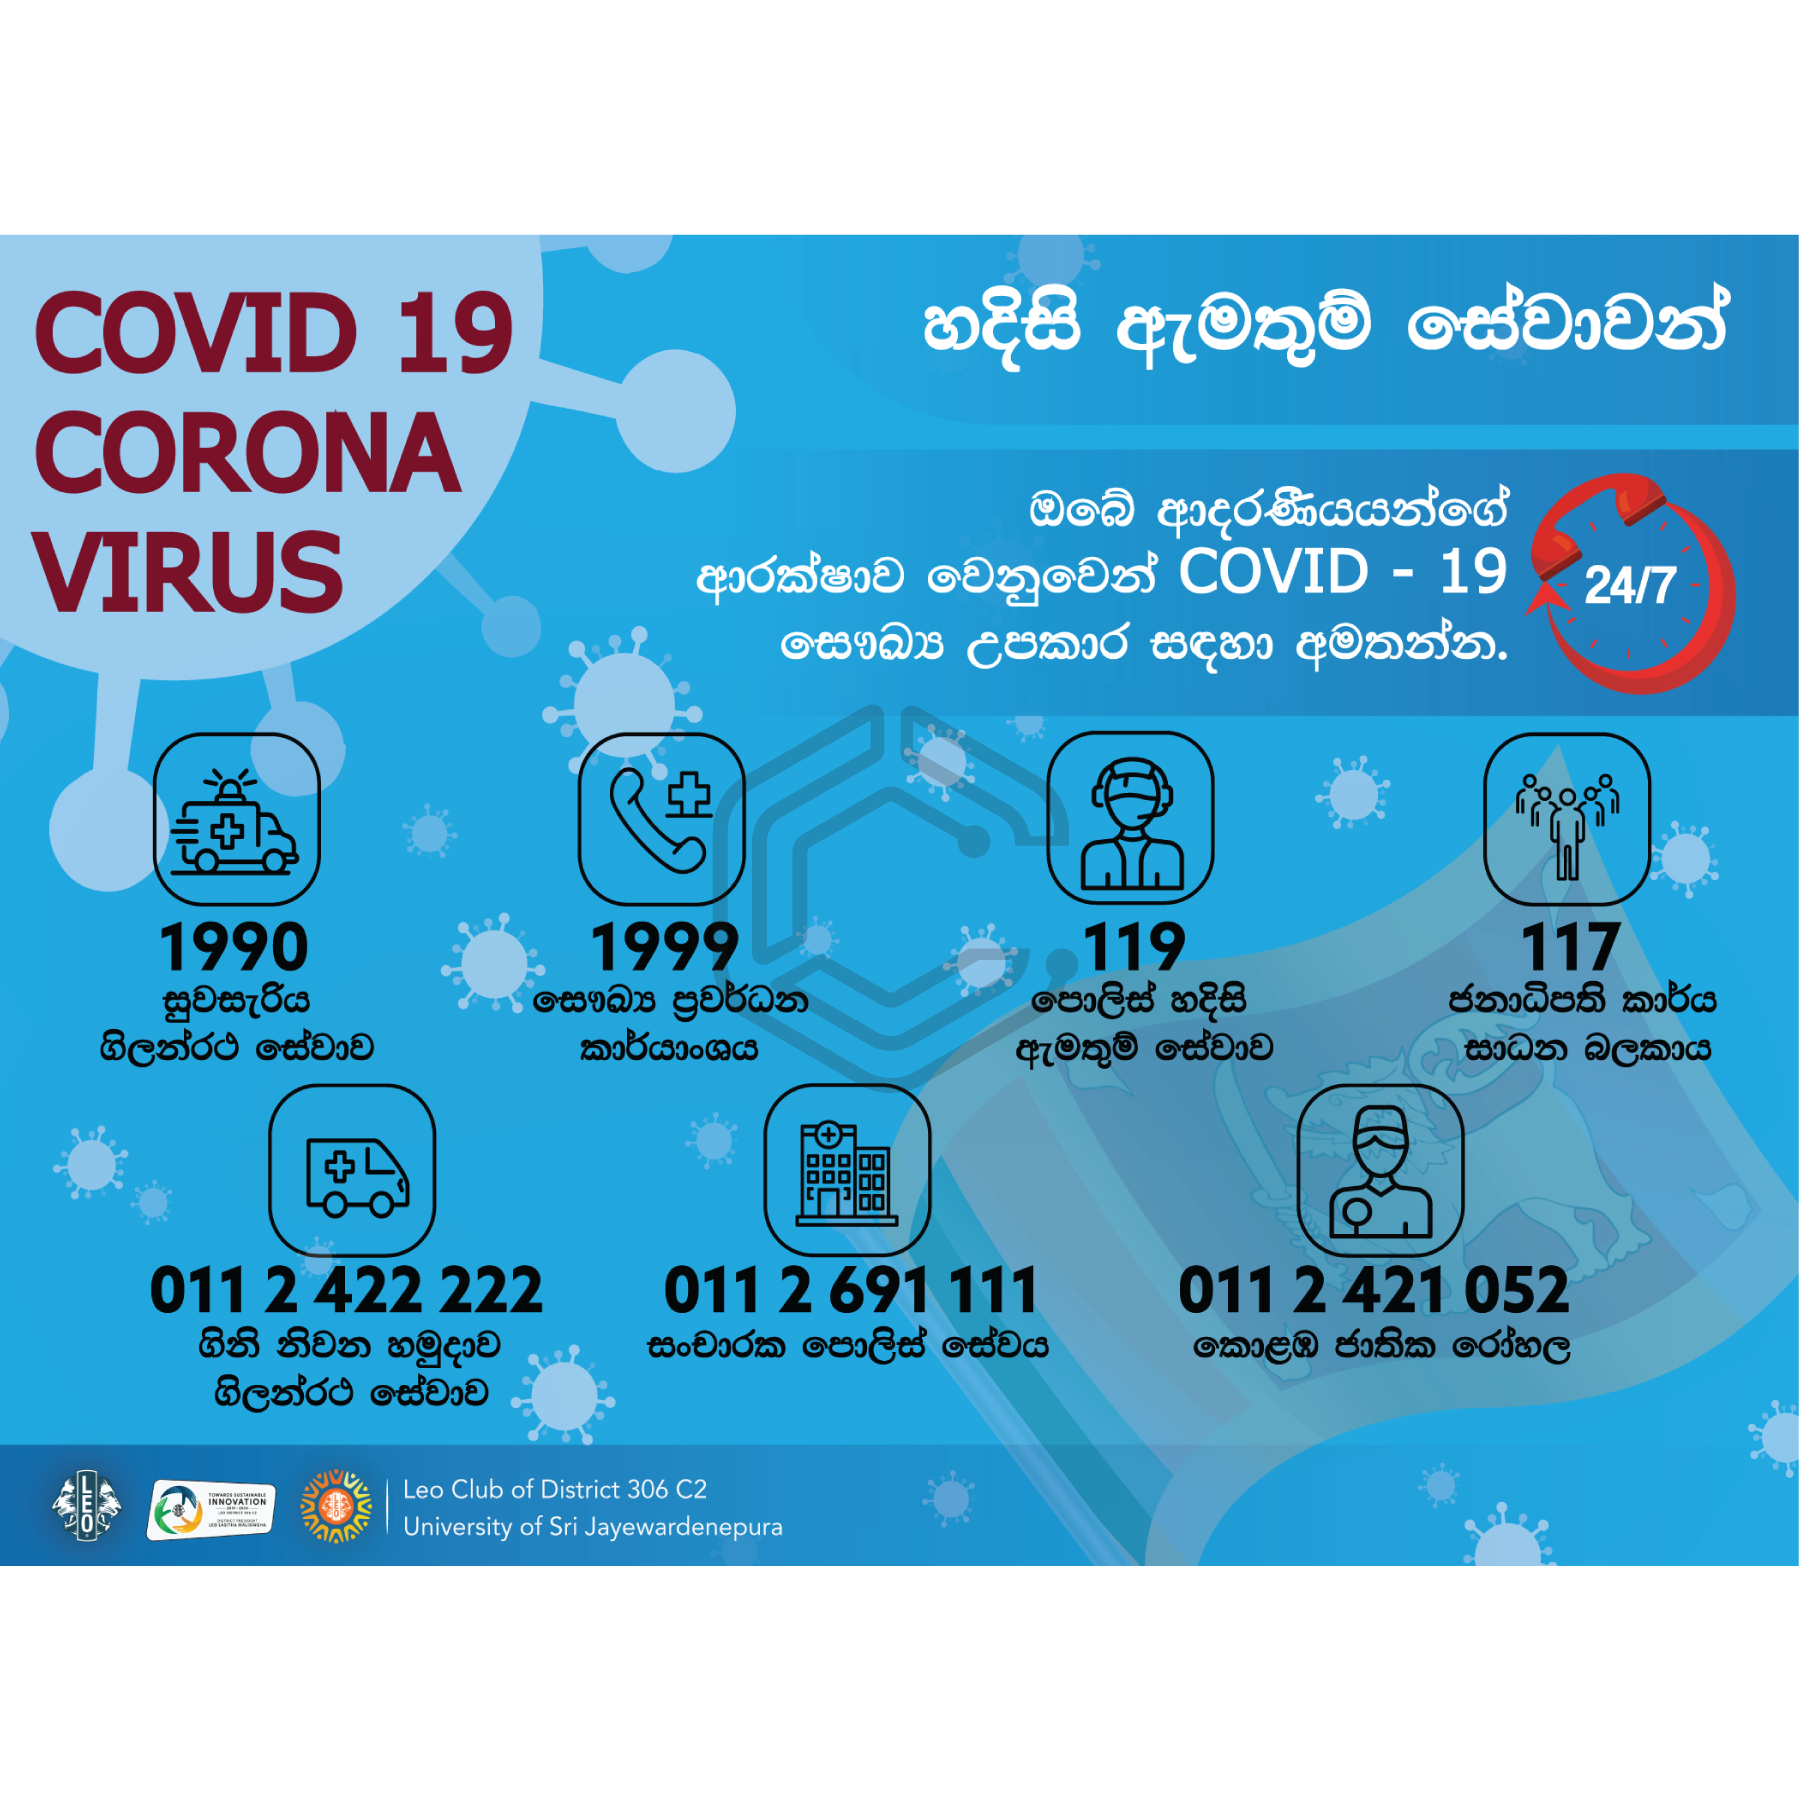 COVID 19
CORONA
VIRUS
හදිසි ඇමතුම් සේවාවන්
ඔබේ ආදරණීයයන්ගේ
ආරක්ෂාව වෙනුවෙන් COVID - 19
සෞඛ්‍ය උපකාර සඳහා අමතන්න.
24/7
1990
සුවසැරිය
ගිලන්රථ සේවාව
1999
සෞඛ්‍ය ප්‍රවර්ධන
කාර්යාංශය
119
පොලිස් හදිසි
ඇමතුම් සේවාව
117
ජනාධිපති කාර්ය
සාධන බලකාය
011 2 422 222
ගිනි නිවන හමුදාව
ගිලන්රථ සේවාව
011 2 691 111
සංචාරක පොලිස් සේවය
011 2 421 052
කොළඹ ජාතික රෝහල
LEO
TOWARDS SUSTAINABLE
INNOVATION
Leo Club of District 306 C2
University of Sri Jayewardenepura